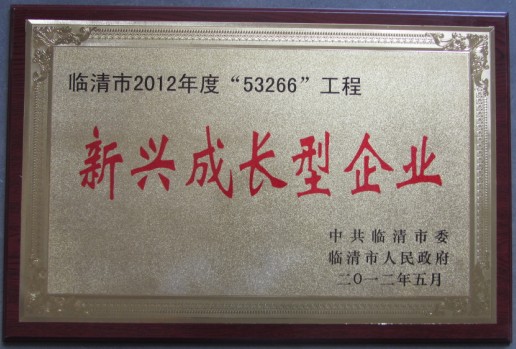 临清市2012年度“53266”工程
新兴成长型企业
中共临清市委
临清市人民政府
二〇一二年五月